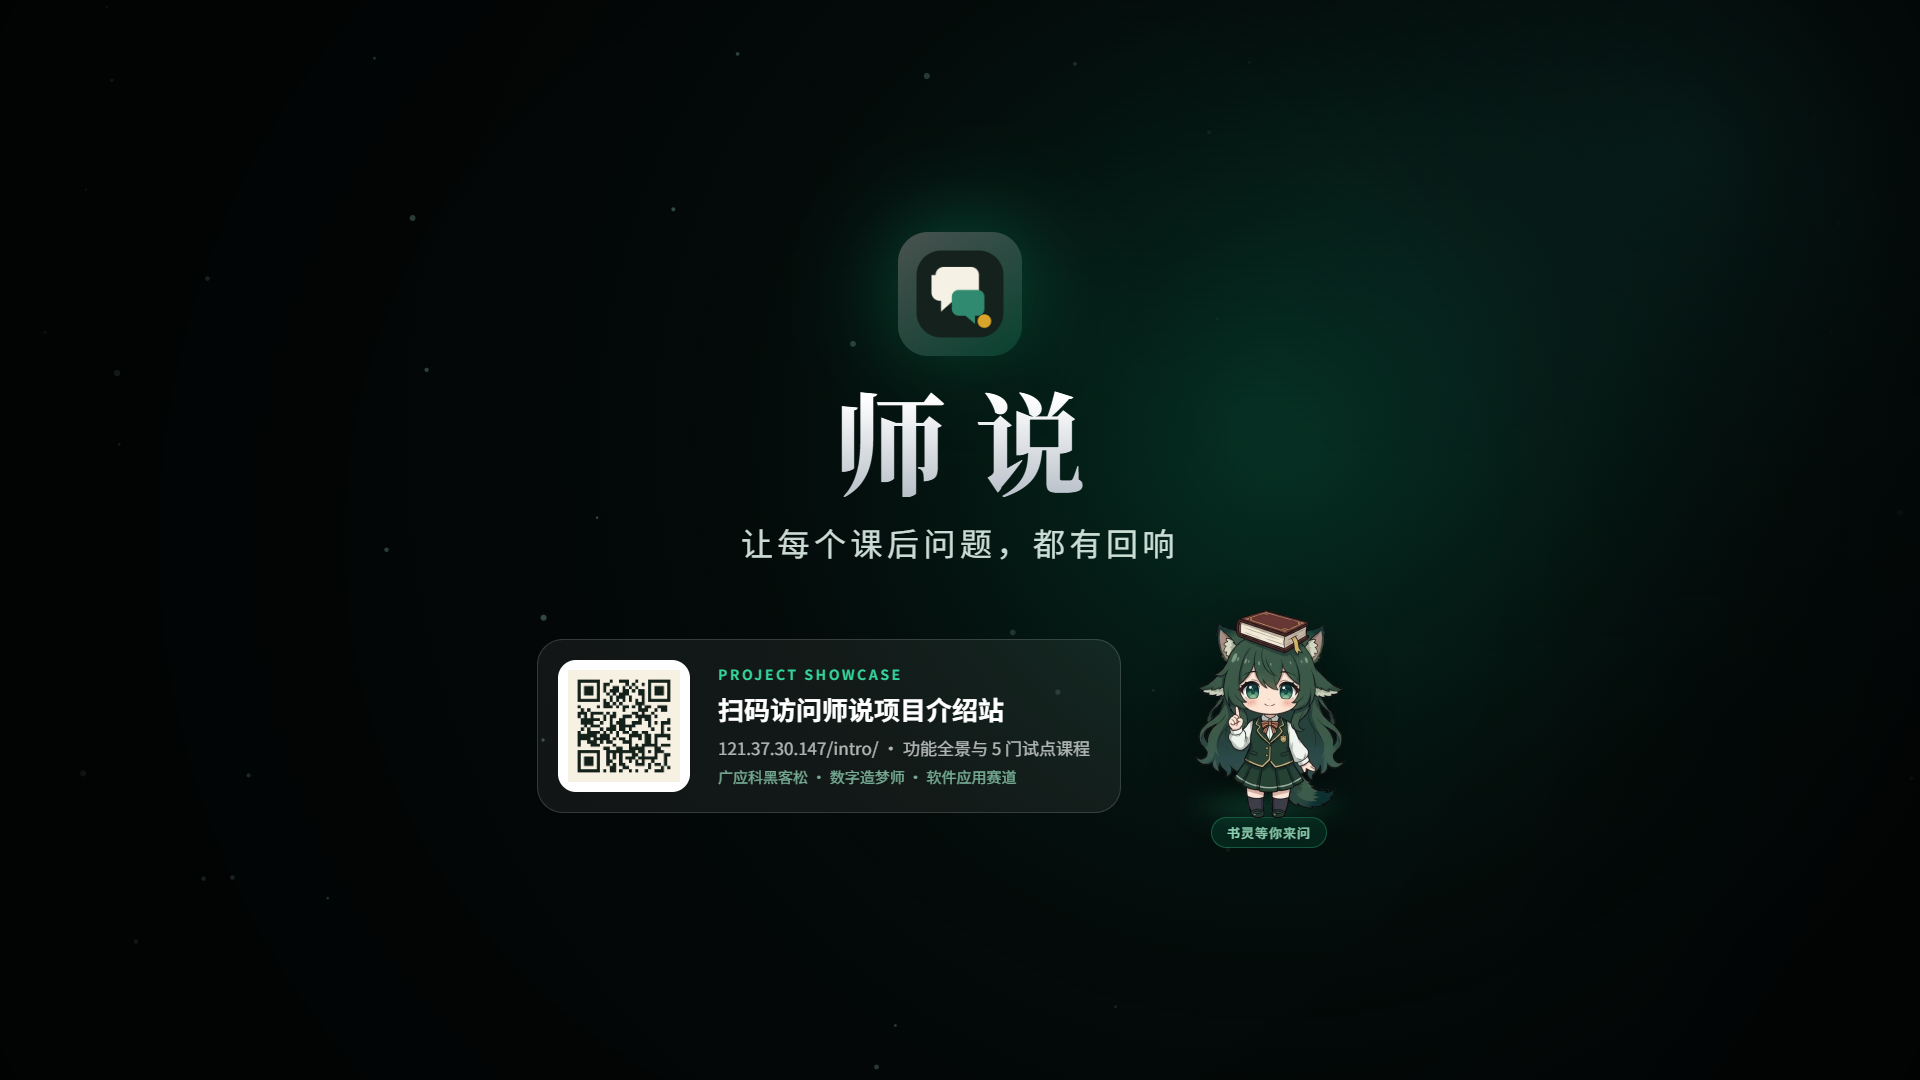 师说
让每个课后问题，都有回响
PROJECT SHOWCASE
扫码访问师说项目介绍站
121.37.30.147/intro/ · 功能全景与 5 门试点课程
广应科黑客松 · 数字造梦师 · 软件应用赛道
书灵等你来问